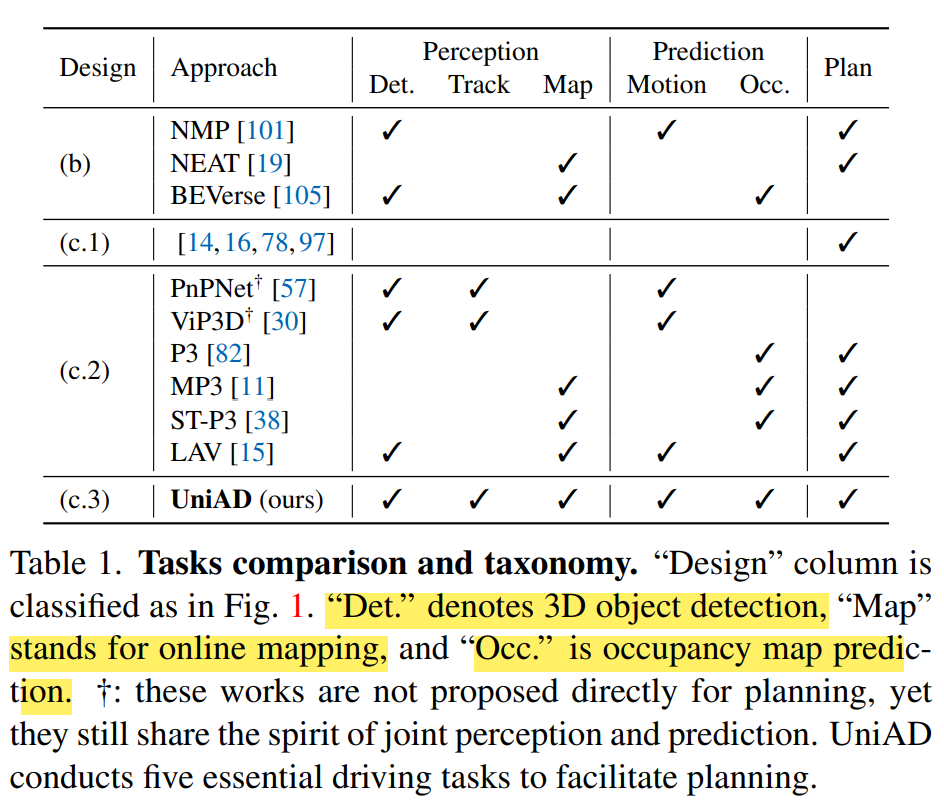 Design Approach Perception Prediction Plan
Det. Track Map Motion Occ.
(b) NMP [101] ✓ ✓ ✓
NEAT [19] ✓ ✓
BEVerse [105] ✓ ✓ ✓
(c.1) [14, 16, 78, 97] ✓
(c.2) PnPNet† [57] ✓ ✓ ✓
ViP3D† [30] ✓ ✓ ✓
P3 [82] ✓ ✓
MP3 [11] ✓ ✓ ✓
ST-P3 [38] ✓ ✓ ✓
LAV [15] ✓ ✓ ✓ ✓
(c.3) UniAD (ours) ✓ ✓ ✓ ✓ ✓ ✓
Table 1. Tasks comparison and taxonomy. “Design” column is
classified as in Fig. 1. “Det.” denotes 3D object detection, “Map”
stands for online mapping, and “Occ.” is occupancy map predic-
tion. †: these works are not proposed directly for planning, yet
they still share the spirit of joint perception and prediction. UniAD
conducts five essential driving tasks to facilitate planning.